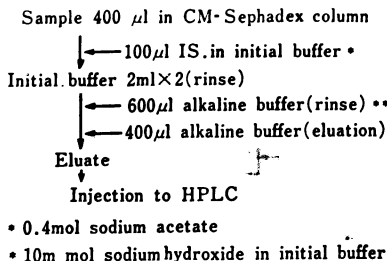 Sample 400 µl in CM-Sephadex column
100µl IS.in initial buffer *
Initial.buffer 2ml×2(rinse)
600µl alkaline buffer(rinse) **
400µl alkaline buffer(eluation)
Eluate
Injection to HPLC
* 0.4mol sodium acetate
* 10m mol sodium hydroxide in initial buffer